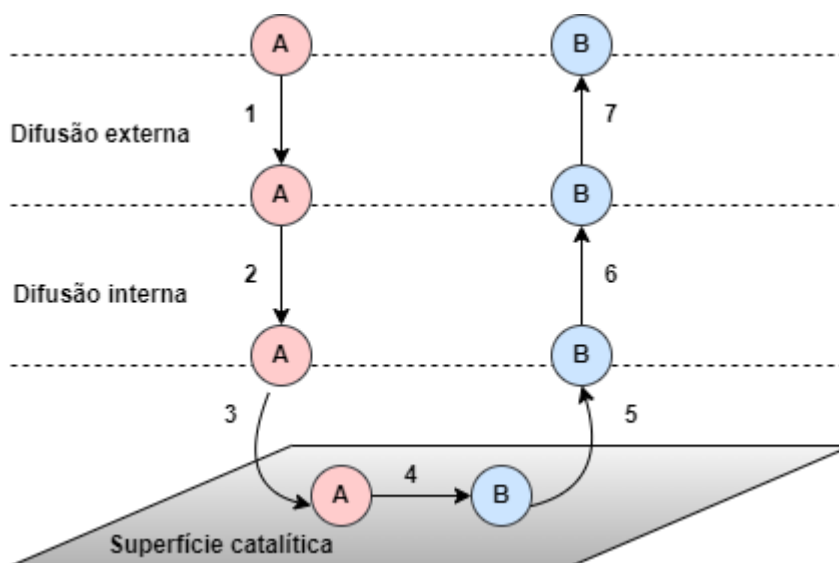 A
B
1
7
Difusão externa
A
B
2
6
Difusão interna
A
B
3
5
4
A
B
Superfície catalítica